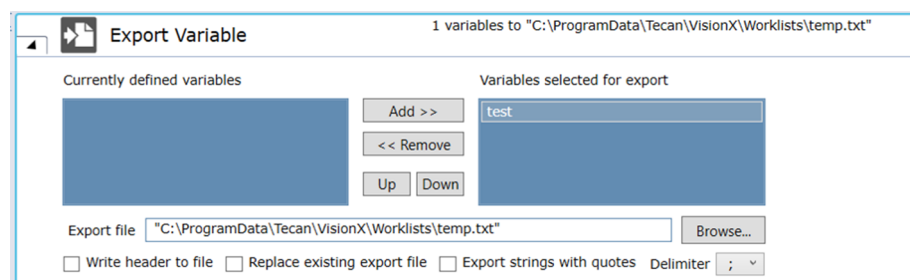 Export Variable
1 variables to "C:\ProgramData\Tecan\VisionX\Worklists\temp.txt"
Currently defined variables
Variables selected for export
Add >>
test
<< Remove
Up Down
Export file "C:\ProgramData\Tecan\VisionX\Worklists\temp.txt" Browse...
Write header to file Replace existing export file Export strings with quotes Delimiter ;